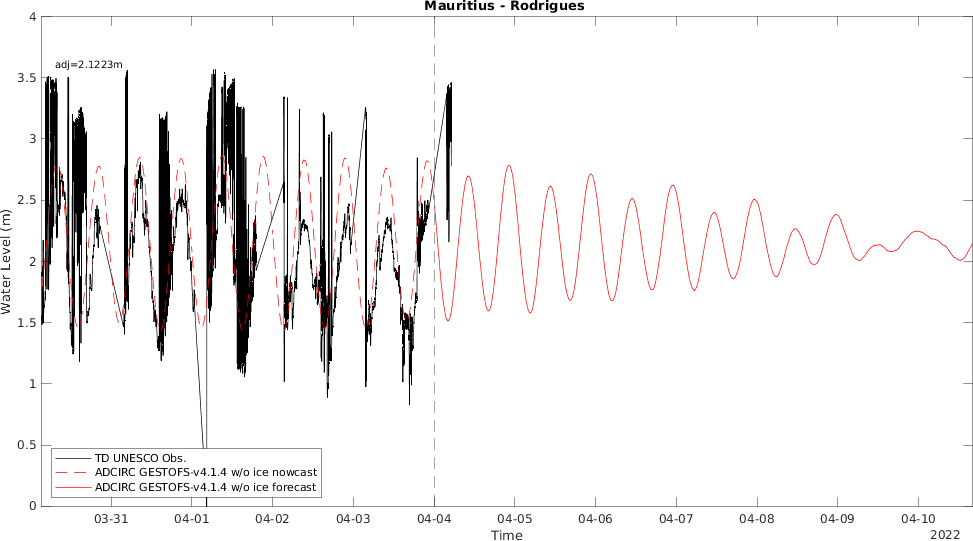 Mauritius - Rodrigues
adj=2.1223m
4
3.5
3
2.5
2
1.5
1
0.5
0
Water Level (m)
TD UNESCO Obs.
ADCIRC GESTOFS-v4.1.4 w/o ice nowcast
ADCIRC GESTOFS-v4.1.4 w/o ice forecast
03-31 04-01 04-02 04-03 04-04 04-05 04-06 04-07 04-08 04-09 04-10
Time
2022